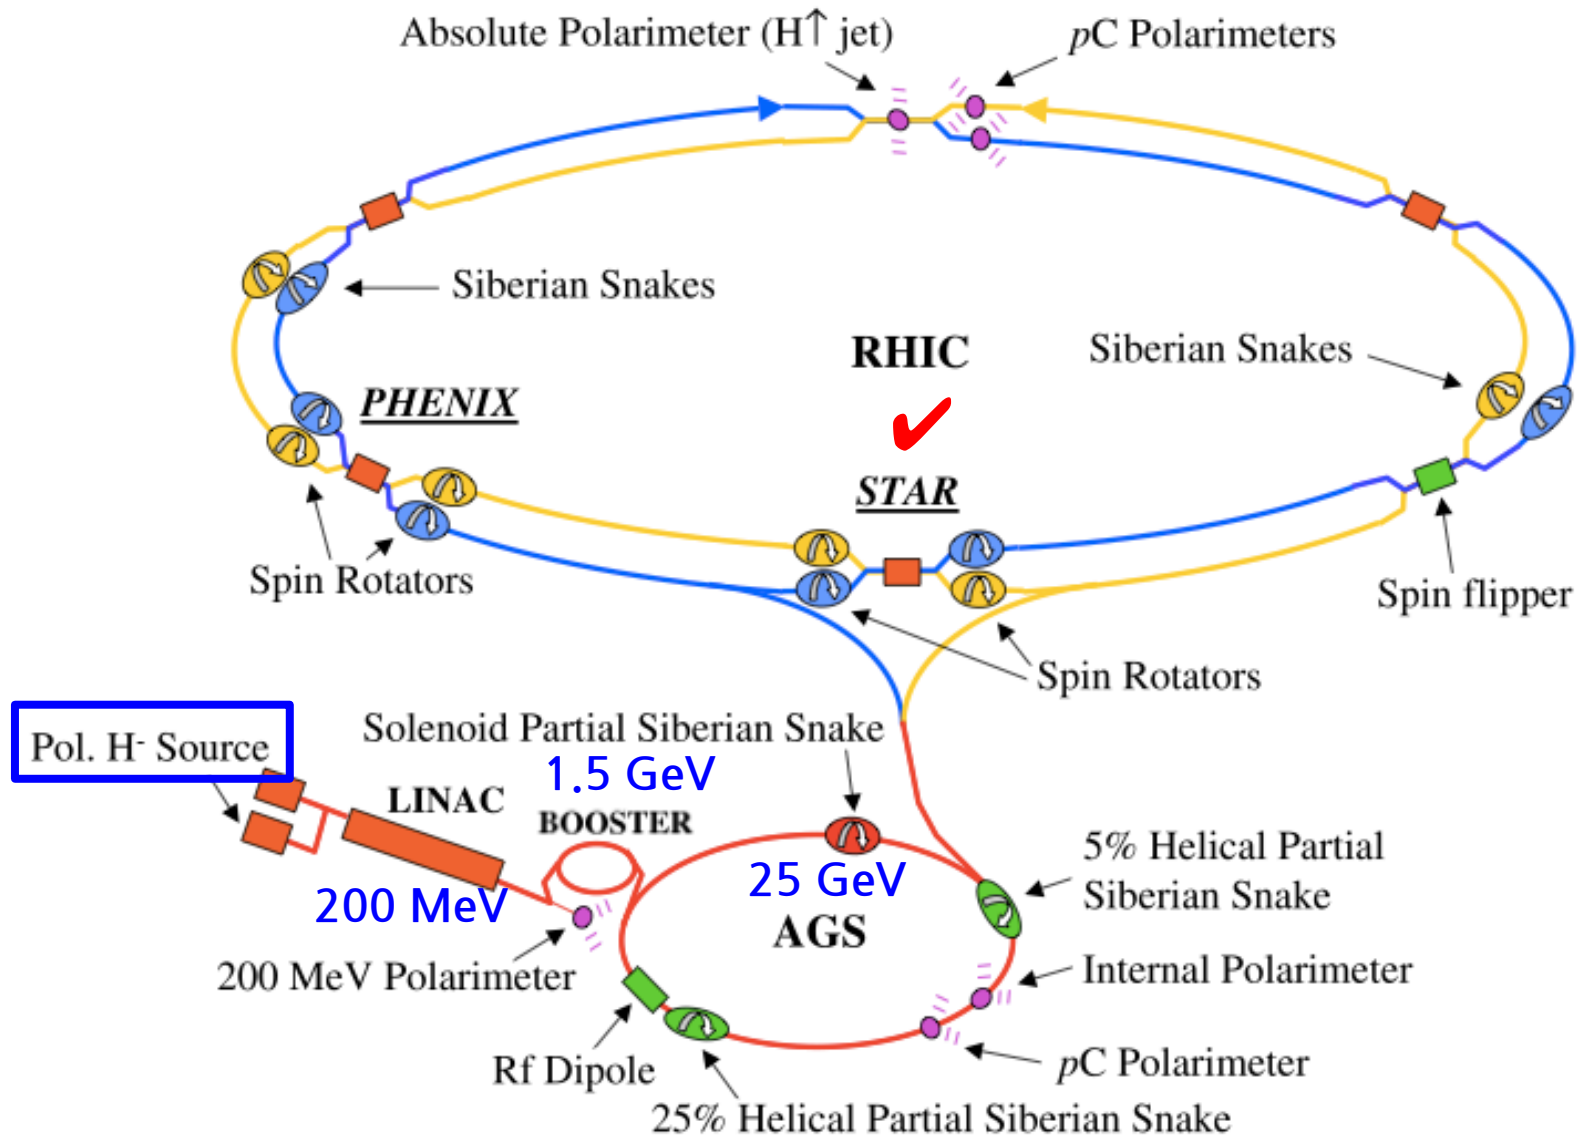 Absolute Polarimeter (H↑ jet)
pC Polarimeters
Siberian Snakes
RHIC
Siberian Snakes
PHENIX
STAR
Spin Rotators
Spin flipper
Spin Rotators
Pol. H- Source
Solenoid Partial Siberian Snake
1.5 GeV
LINAC
BOOSTER
5% Helical Partial
Siberian Snake
25 GeV
200 MeV
AGS
200 MeV Polarimeter
Internal Polarimeter
Rf Dipole
pC Polarimeter
25% Helical Partial Siberian Snake